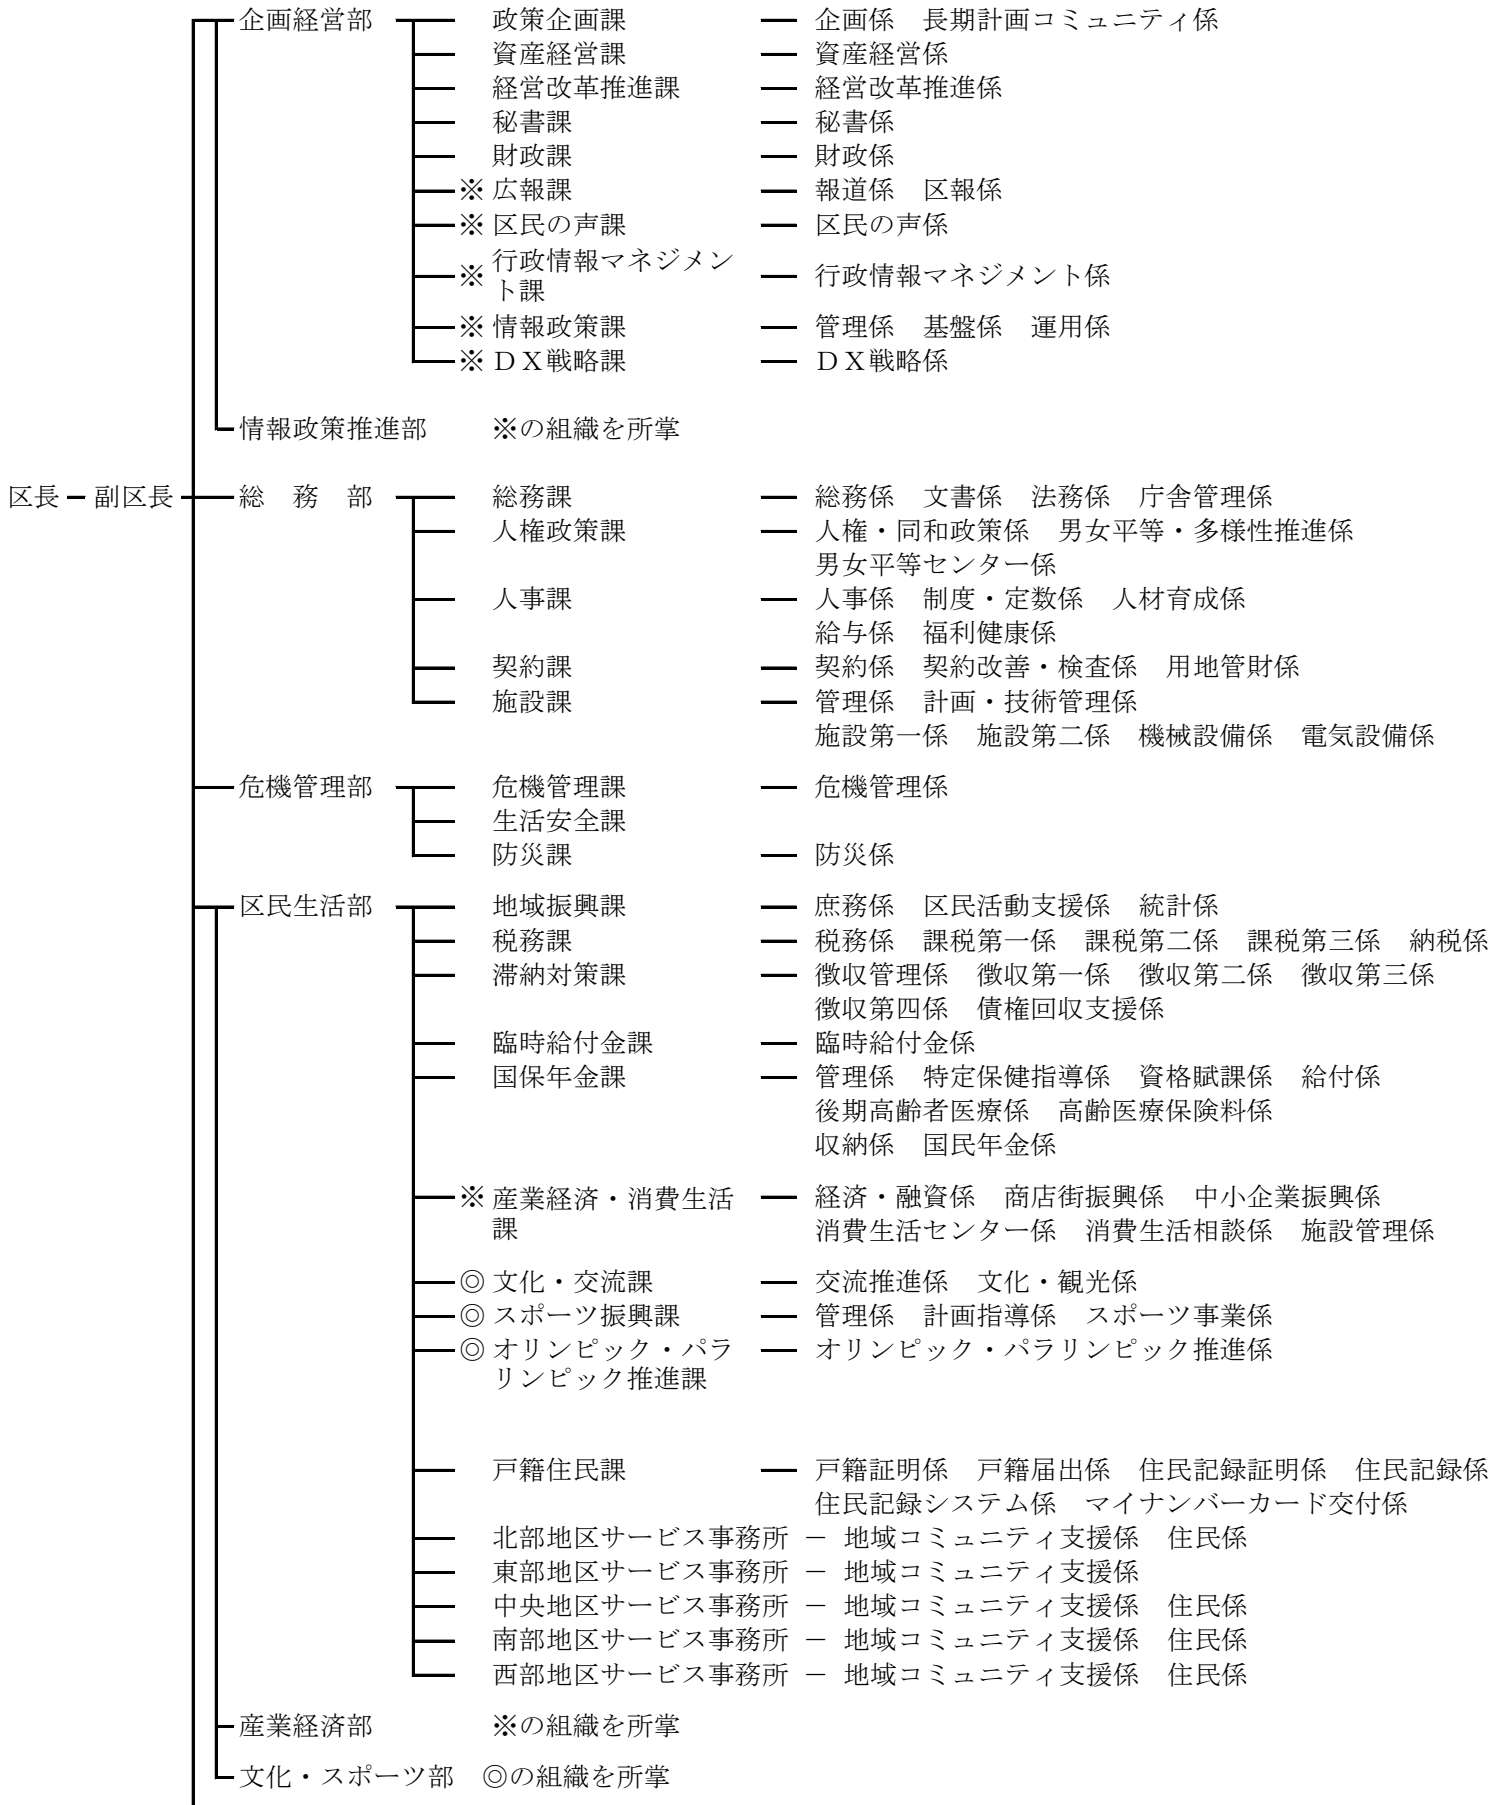 企画経営部 政策企画課 企画係 長期計画コミュニティ係
資産経営課 資産経営係
経営改革推進課 経営改革推進係
秘書課 秘書係
財政課 財政係
※ 広報課 報道係 区報係
※ 区民の声課 区民の声係
※ 行政情報マネジメン
ト課 行政情報マネジメント係
※ 情報政策課 管理係 基盤係 運用係
※ ＤＸ戦略課 ＤＸ戦略係
情報政策推進部 ※の組織を所掌
区長 副区長 総 務 部 総務課 総務係 文書係 法務係 庁舎管理係
人権政策課 人権・同和政策係 男女平等・多様性推進係
男女平等センター係
人事課 人事係 制度・定数係 人材育成係
給与係 福利健康係
契約課 契約係 契約改善・検査係 用地管財係
施設課 管理係 計画・技術管理係
施設第一係 施設第二係 機械設備係 電気設備係
危機管理部 危機管理課 危機管理係
生活安全課
防災課 防災係
区民生活部 地域振興課 庶務係 区民活動支援係 統計係
税務課 税務係 課税第一係 課税第二係 課税第三係 納税係
滞納対策課 徴収管理係 徴収第一係 徴収第二係 徴収第三係
徴収第四係 債権回収支援係
臨時給付金課 臨時給付金係
国保年金課 管理係 特定保健指導係 資格賦課係 給付係
後期高齢者医療係 高齢医療保険料係
収納係 国民年金係
※ 産業経済・消費生活 経済・融資係 商店街振興係 中小企業振興係
課 消費生活センター係 消費生活相談係 施設管理係
◎ 文化・交流課 交流推進係 文化・観光係
◎ スポーツ振興課 管理係 計画指導係 スポーツ事業係
◎ オリンピック・パラ オリンピック・パラリンピック推進係
リンピック推進課
戸籍住民課 戸籍証明係 戸籍届出係 住民記録証明係 住民記録係
住民記録システム係 マイナンバーカード交付係
北部地区サービス事務所 － 地域コミュニティ支援係 住民係
東部地区サービス事務所 － 地域コミュニティ支援係
中央地区サービス事務所 － 地域コミュニティ支援係 住民係
南部地区サービス事務所 － 地域コミュニティ支援係 住民係
西部地区サービス事務所 － 地域コミュニティ支援係 住民係
産業経済部 ※の組織を所掌
文化・スポーツ部 ◎の組織を所掌